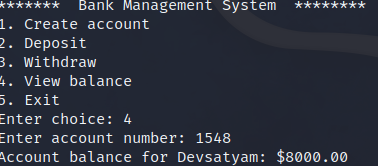 *******  Bank Management System  ********
1. Create account
2. Deposit
3. Withdraw
4. View balance
5. Exit
Enter choice: 4
Enter account number: 1548
Account balance for Devsatyam: $8000.00